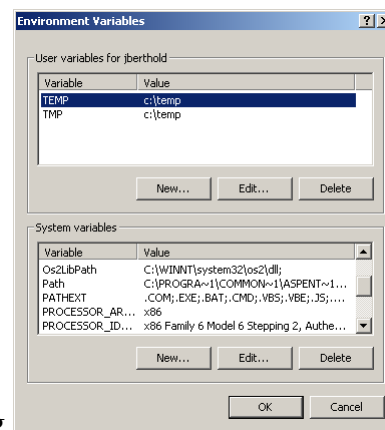 Environment Variables
User variables for jberthold
Variable Value
TEMP c:\temp
TMP c:\temp
New... Edit... Delete
System variables
Variable Value
Os2LibPath C:\WINNT\system32\os2\dll;
Path C:\PROGRA~1\COMMON~1\ASPENT~1...
PATHEXT .COM;.EXE;.BAT;.CMD;.VBS;.VBE;.JS;....
PROCESSOR_AR... x86
PROCESSOR_ID... x86 Family 6 Model 6 Stepping 2, Authe...
New... Edit... Delete
OK Cancel